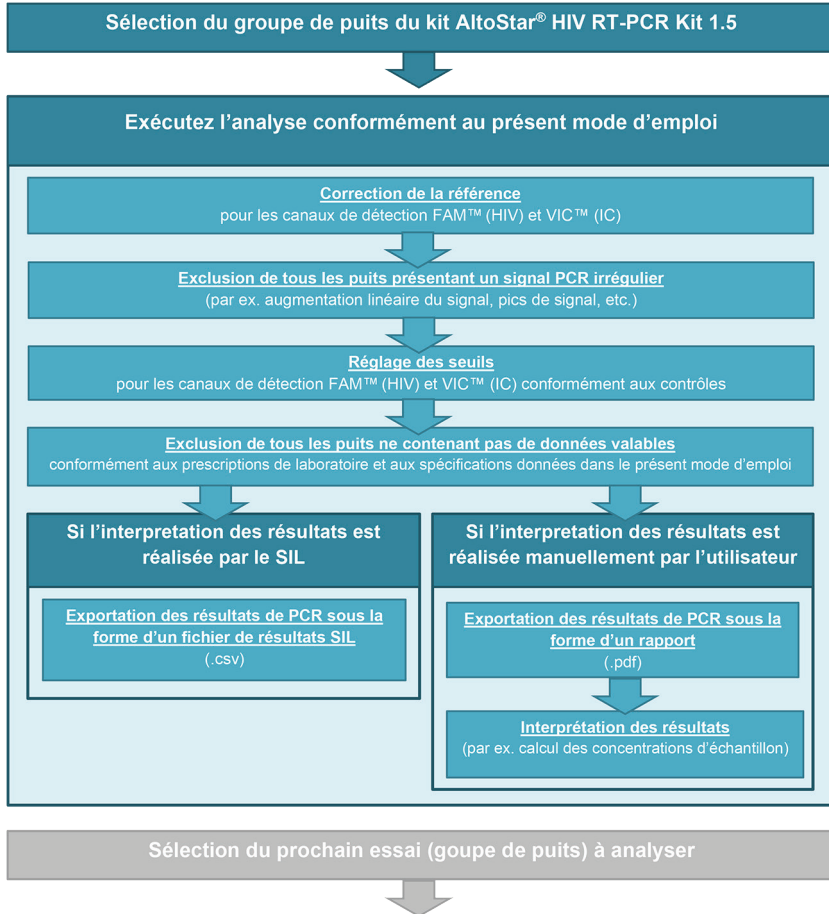 Sélection du groupe de puits du kit AltoStar® HIV RT-PCR Kit 1.5
Exécutez l'analyse conformément au présent mode d'emploi
Correction de la référence
pour les canaux de détection FAM™ (HIV) et VIC™ (IC)
Exclusion de tous les puits présentant un signal PCR irrégulier
(par ex. augmentation linéaire du signal, pics de signal, etc.)
Réglage des seuils
pour les canaux de détection FAM™ (HIV) et VIC™ (IC) conformément aux contrôles
Exclusion de tous les puits ne contenant pas de données valables
conformément aux prescriptions de laboratoire et aux spécifications données dans le présent mode d'emploi
Si l'interpretation des résultats est
réalisée par le SIL
Exportation des résultats de PCR sous la
forme d'un fichier de résultats SIL
(.csv)
Si l'interpretation des résultats est
réalisée manuellement par l'utilisateur
Exportation des résultats de PCR sous la
forme d'un rapport
(.pdf)
Interprétation des résultats
(par ex. calcul des concentrations d'échantillon)
Sélection du prochain essai (goupe de puits) à analyser